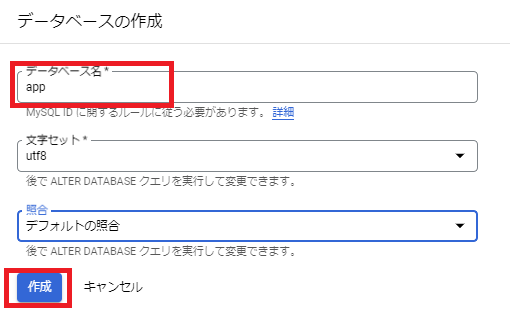 データベースの作成
データベース名 *
app
MySQL ID に関するルールに従う必要があります。 詳細
文字セット *
utf8
後で ALTER DATABASE クエリを実行して変更できます。
照合
デフォルトの照合
後で ALTER DATABASE クエリを実行して変更できます。
作成 キャンセル